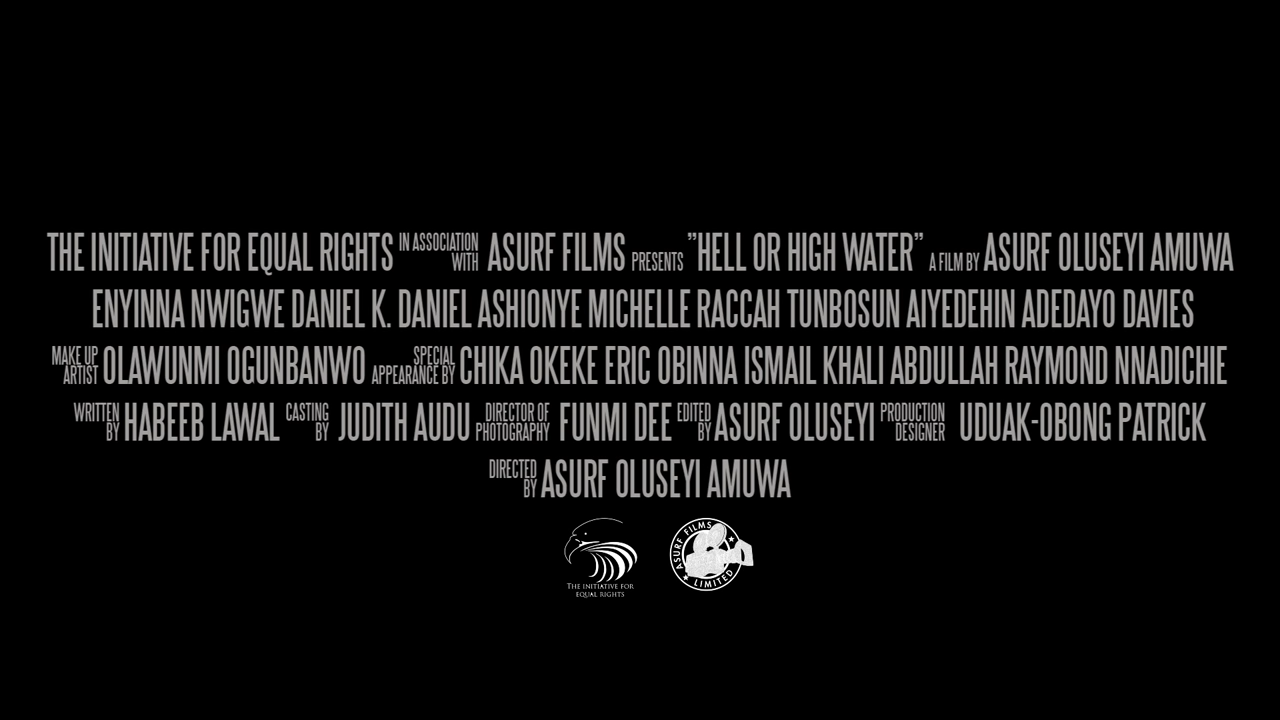 THE INITIATIVE FOR EQUAL RIGHTS IN ASSOCIATION WITH ASURF FILMS PRESENTS "HELL OR HIGH WATER" A FILM BY ASURF OLUSEYI AMUWA
ENYINNA NWIGWE DANIEL K. DANIEL ASHIONYE MICHELLE RACCAH TUNBOSUN AIYEDEHIN ADEDAYO DAVIES
MAKE UP ARTIST OLAWUNMI OGUNBANWO SPECIAL APPEARANCE BY CHIKA OKEKE ERIC OBINNA ISMAIL KHALI ABDULLAH RAYMOND NNADICHIE
WRITTEN BY HABEEB LAWAL CASTING BY JUDITH AUDU DIRECTOR OF PHOTOGRAPHY FUNMI DEE EDITED BY ASURF OLUSEYI PRODUCTION DESIGNER UDUAK-OBONG PATRICK
DIRECTED BY ASURF OLUSEYI AMUWA
THE INITIATIVE FOR
EQUAL RIGHTS
ASURF FILMS
LIMITED